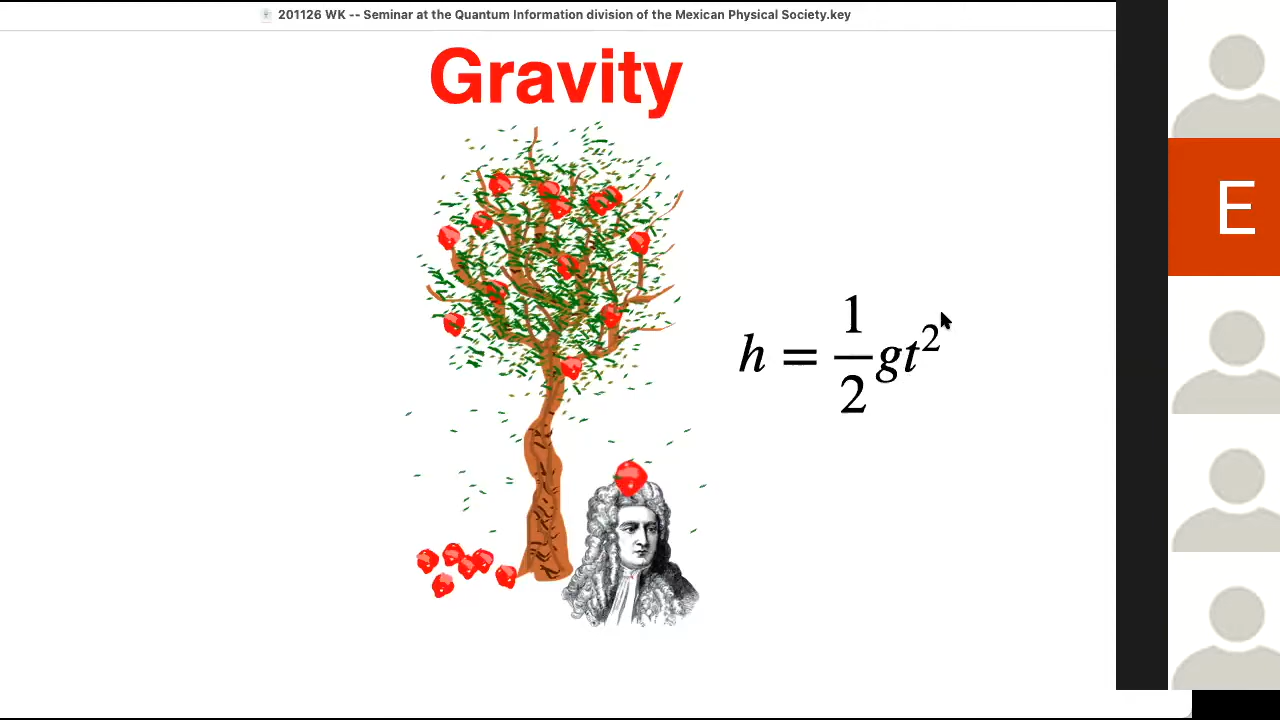 201126 WK -- Seminar at the Quantum Information division of the Mexican Physical Society.key
Gravity
E
h = 1/2 gt²